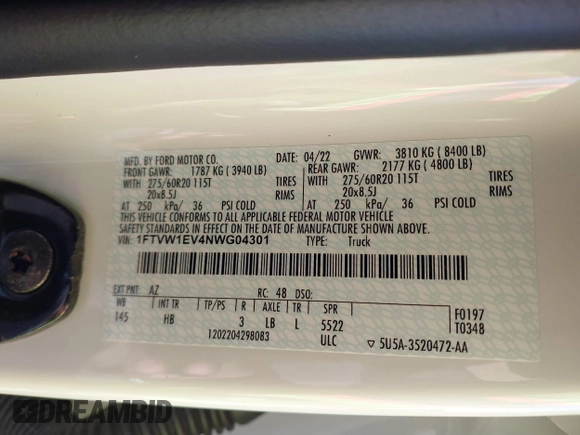 MFD. BY FORD MOTOR CO. DATE: 04/22 GVWR: 3810 KG ( 8400 LB)
FRONT GAWR: 1787 KG ( 3940 LB) REAR GAWR: 2177 KG ( 4800 LB)
WITH 275/60R20 115T WITH 275/60R20 115T
20x8.5J 20x8.5J
AT 250 kPa/ 36 PSI COLD AT 250 kPa/ 36 PSI COLD
THIS VEHICLE CONFORMS TO ALL APPLICABLE FEDERAL MOTOR VEHICLE
SAFETY STANDARDS IN EFFECT ON THE DATE OF MANUFACTURE SHOWN ABOVE.
VIN: 1FTVW1EV4NWG04301 TYPE: Truck
EXT PNT: AZ RC: 48 DSO:
WB INT TR TP/PS R AXLE TR SPR
145 HB 3 LB L 5522
ULC
1202204298083
F0197
T0348
▽ 5U5A-3520472-AA
DREAMBID